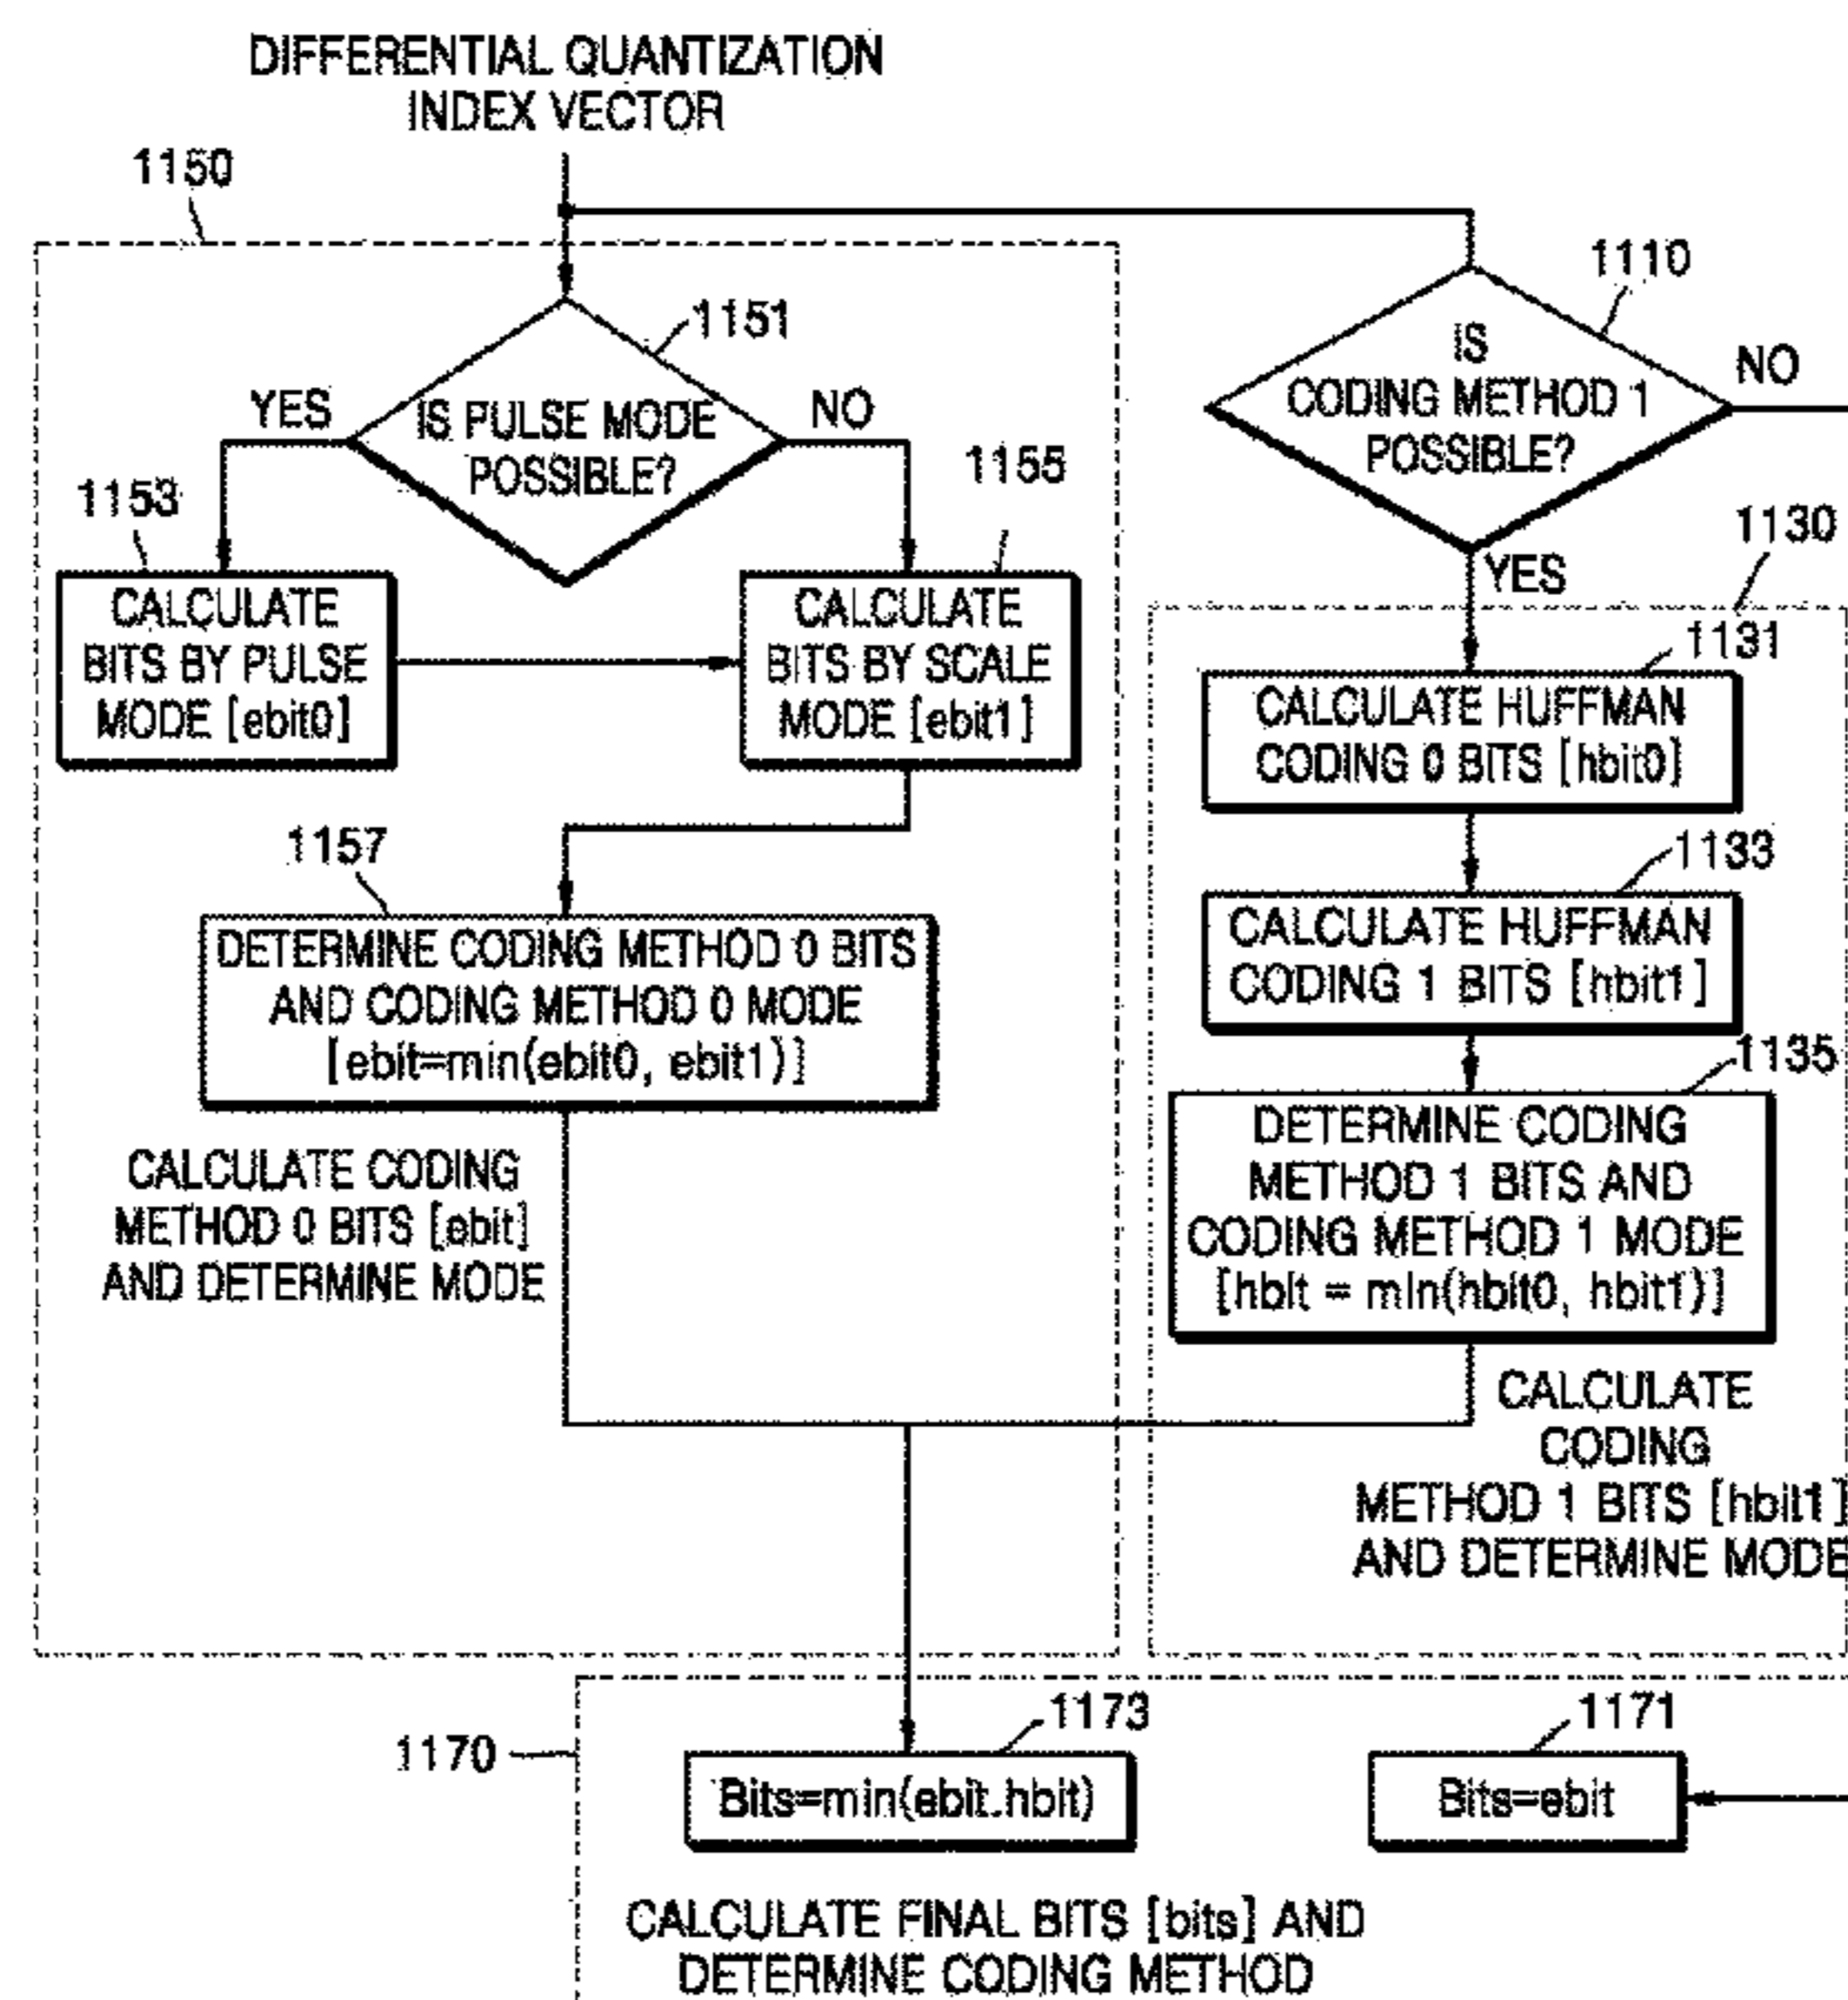 DIFFERENTIAL QUANTIZATION
INDEX VECTOR
1150
1151
IS PULSE MODE
POSSIBLE?
YES
NO
1153
CALCULATE
BITS BY PULSE
MODE [ebit0]
1155
CALCULATE
BITS BY SCALE
MODE [ebit1]
1157
DETERMINE CODING METHOD 0 BITS
AND CODING METHOD 0 MODE
[ebit=min(ebit0, ebit1)]
CALCULATE CODING
METHOD 0 BITS [ebit]
AND DETERMINE MODE
1110
IS
CODING METHOD 1
POSSIBLE?
NO
YES
1130
1131
CALCULATE HUFFMAN
CODING 0 BITS [hbit0]
1133
CALCULATE HUFFMAN
CODING 1 BITS [hbit1]
1135
DETERMINE CODING
METHOD 1 BITS AND
CODING METHOD 1 MODE
[hbit = min(hbit0, hbit1)]
CALCULATE
CODING
METHOD 1 BITS [hbit1]
AND DETERMINE MODE
1170
1173
Bits=min(ebit.hbit)
1171
Bits=ebit
CALCULATE FINAL BITS [bits] AND
DETERMINE CODING METHOD